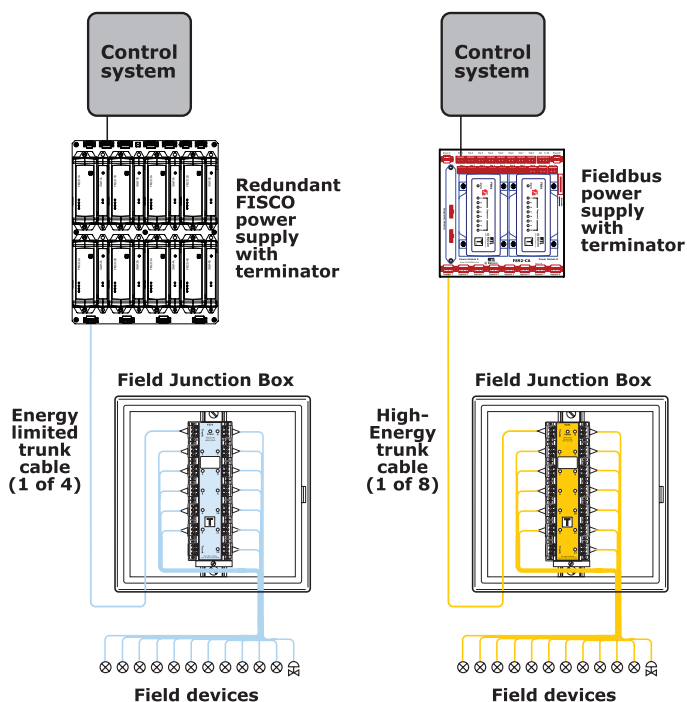 Control
system
Redundant
FISCO
power
supply
with
terminator
Field Junction Box
Energy
limited
trunk
cable
(1 of 4)
Field devices
Control
system
Fieldbus
power
supply
with
terminator
Field Junction Box
High-
Energy
trunk
cable
(1 of 8)
Field devices